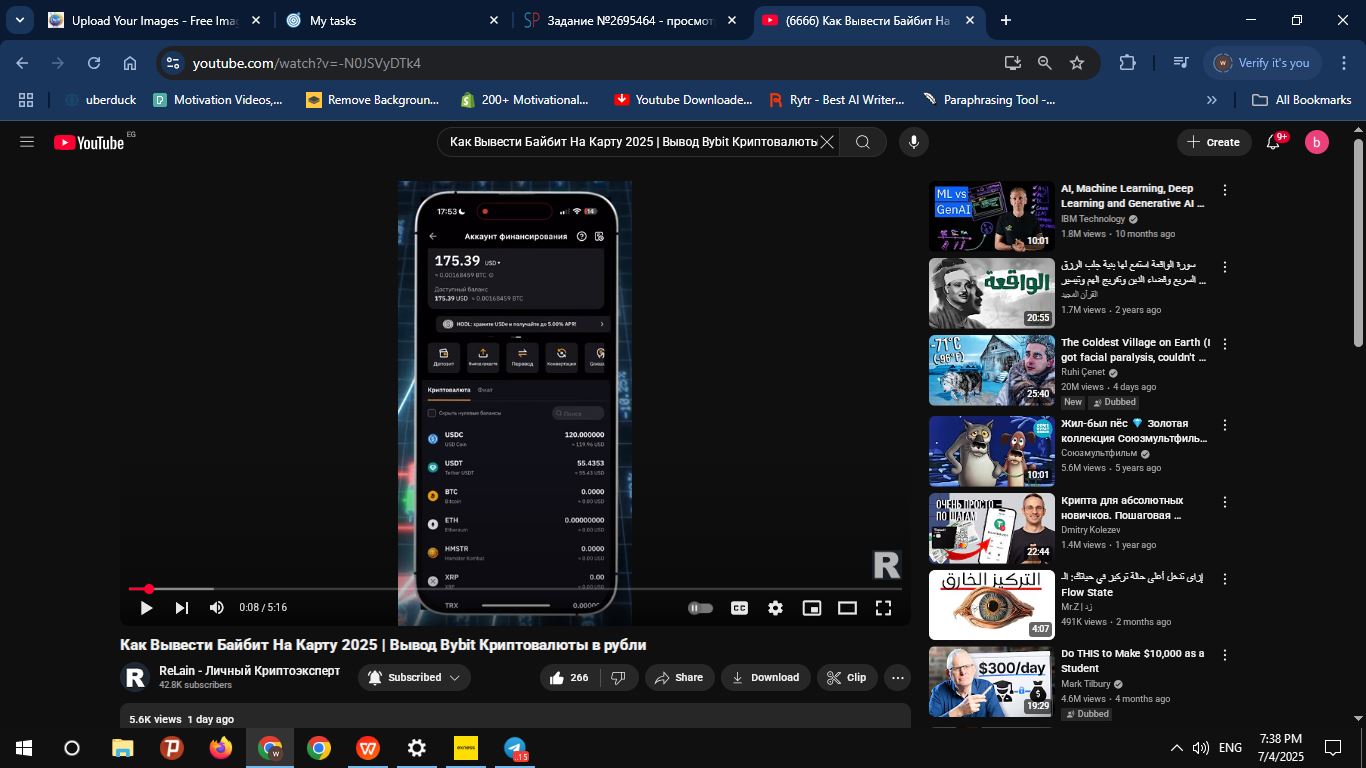 Upload Your Images - Free Imag
My tasks
SP Задание №2695464 - просмотр
(6666) Как Вывести Байбит На
youtube.com/watch?v=-N0JSVyDTk4
Verify it's you
uberduck
Motivation Videos,...
Remove Backgroun...
200+ Motivational...
Youtube Downloade...
Rytr - Best AI Writer...
Paraphrasing Tool -...
All Bookmarks
YouTube EG
Как Вывести Байбит На Карту 2025 | Вывод Bybit Криптовалюты
Create
9+
b
17:53
14
Аккаунт финансирования
175.39 USD
≈ 0.00168459 BTC
Доступный баланс
175.39 USD ≈ 0.00168459 BTC
HODL: храните USDe и получайте до 5.00% APR!
Депозит
Перевод
Конвертация
Криптовалюта Фиат
Скрыть нулевые балансы
Поиск
USDC 120.000000
USD Coin ≈ 119.96 USD
USDT 55.4353
Tether USDT ≈ 55.43 USD
BTC 0.0000
Bitcoin ≈ 0.00 USD
ETH 0.00000000
Ethereum ≈ 0.00 USD
HMSTR 0.0000
Hamster Kombat ≈ 0.00 USD
XRP 0.00
XRP ≈ 0.00 USD
TRX 0.0000
-10.25%
R
0:08 / 5:16
CC
Как Вывести Байбит На Карту 2025 | Вывод Bybit Криптовалюты в рубли
R
ReLain - Личный Криптоэксперт
42.8K subscribers
Subscribed
266
Share
Download
Clip
5.6K views 1 day ago
ML vs
GenAI
10:01
AI, Machine Learning, Deep
Learning and Generative AI ...
IBM Technology
1.8M views • 10 months ago
الواقعة
20:55
سورة الواقعة إستمع لها بنية جلب الرزق
السريع وقضاء الدين وتفريج الهم وتيسير ...
القرآن المجيد
1.7M views • 2 years ago
-71°C
(-96°F)
25:40
The Coldest Village on Earth (I
got facial paralysis, couldn't ...
Ruhi Çenet
20M views • 4 days ago
New Dubbed
10:01
Жил-был пёс 💎 Золотая
коллекция Союзмультфиль...
Союзмультфильм
5.6M views • 5 years ago
ОЧЕНЬ ПРОСТО
ПО ШАГАМ
22:44
Крипта для абсолютных
новичков. Пошаговая ...
Dmitry Kolezev
1.4M views • 1 year ago
التركيز الخارق
4:07
إزاى تدخل أعلى حالة تركيز في حياتك: الـ
Flow State
Mr.Z | زد
491K views • 2 months ago
$300/day
19:29
Do THIS to Make $10,000 as a
Student
Mark Tilbury
4.6M views • 4 months ago
Dubbed
exness
15
ENG
7:38 PM
7/4/2025